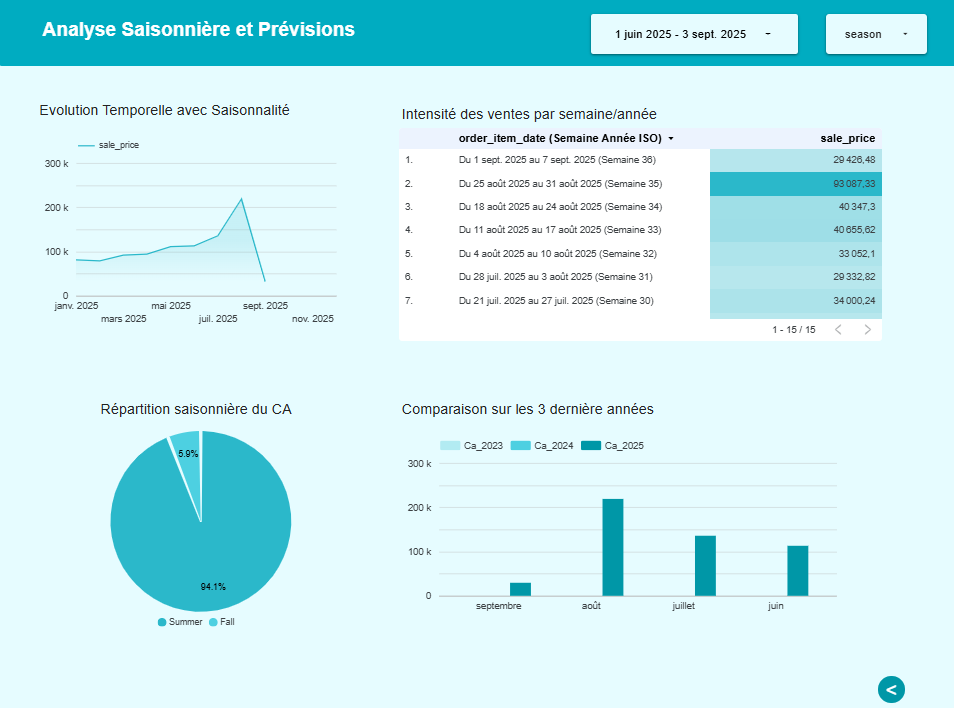 Analyse Saisonnière et Prévisions
1 juin 2025 - 3 sept. 2025
season
Evolution Temporelle avec Saisonnalité
sale_price
300 k
200 k
100 k
0
janv. 2025
mars 2025
mai 2025
juil. 2025
sept. 2025
nov. 2025
Intensité des ventes par semaine/année
order_item_date (Semaine Année ISO) sale_price
1. Du 1 sept. 2025 au 7 sept. 2025 (Semaine 36) 29 426,48
2. Du 25 août 2025 au 31 août 2025 (Semaine 35) 93 087,33
3. Du 18 août 2025 au 24 août 2025 (Semaine 34) 40 347,3
4. Du 11 août 2025 au 17 août 2025 (Semaine 33) 40 655,62
5. Du 4 août 2025 au 10 août 2025 (Semaine 32) 33 052,1
6. Du 28 juil. 2025 au 3 août 2025 (Semaine 31) 29 332,82
7. Du 21 juil. 2025 au 27 juil. 2025 (Semaine 30) 34 000,24
1 - 15 / 15
Répartition saisonnière du CA
5.9%
94.1%
Summer Fall
Comparaison sur les 3 dernière années
Ca_2023 Ca_2024 Ca_2025
300 k
200 k
100 k
0
septembre août juillet juin